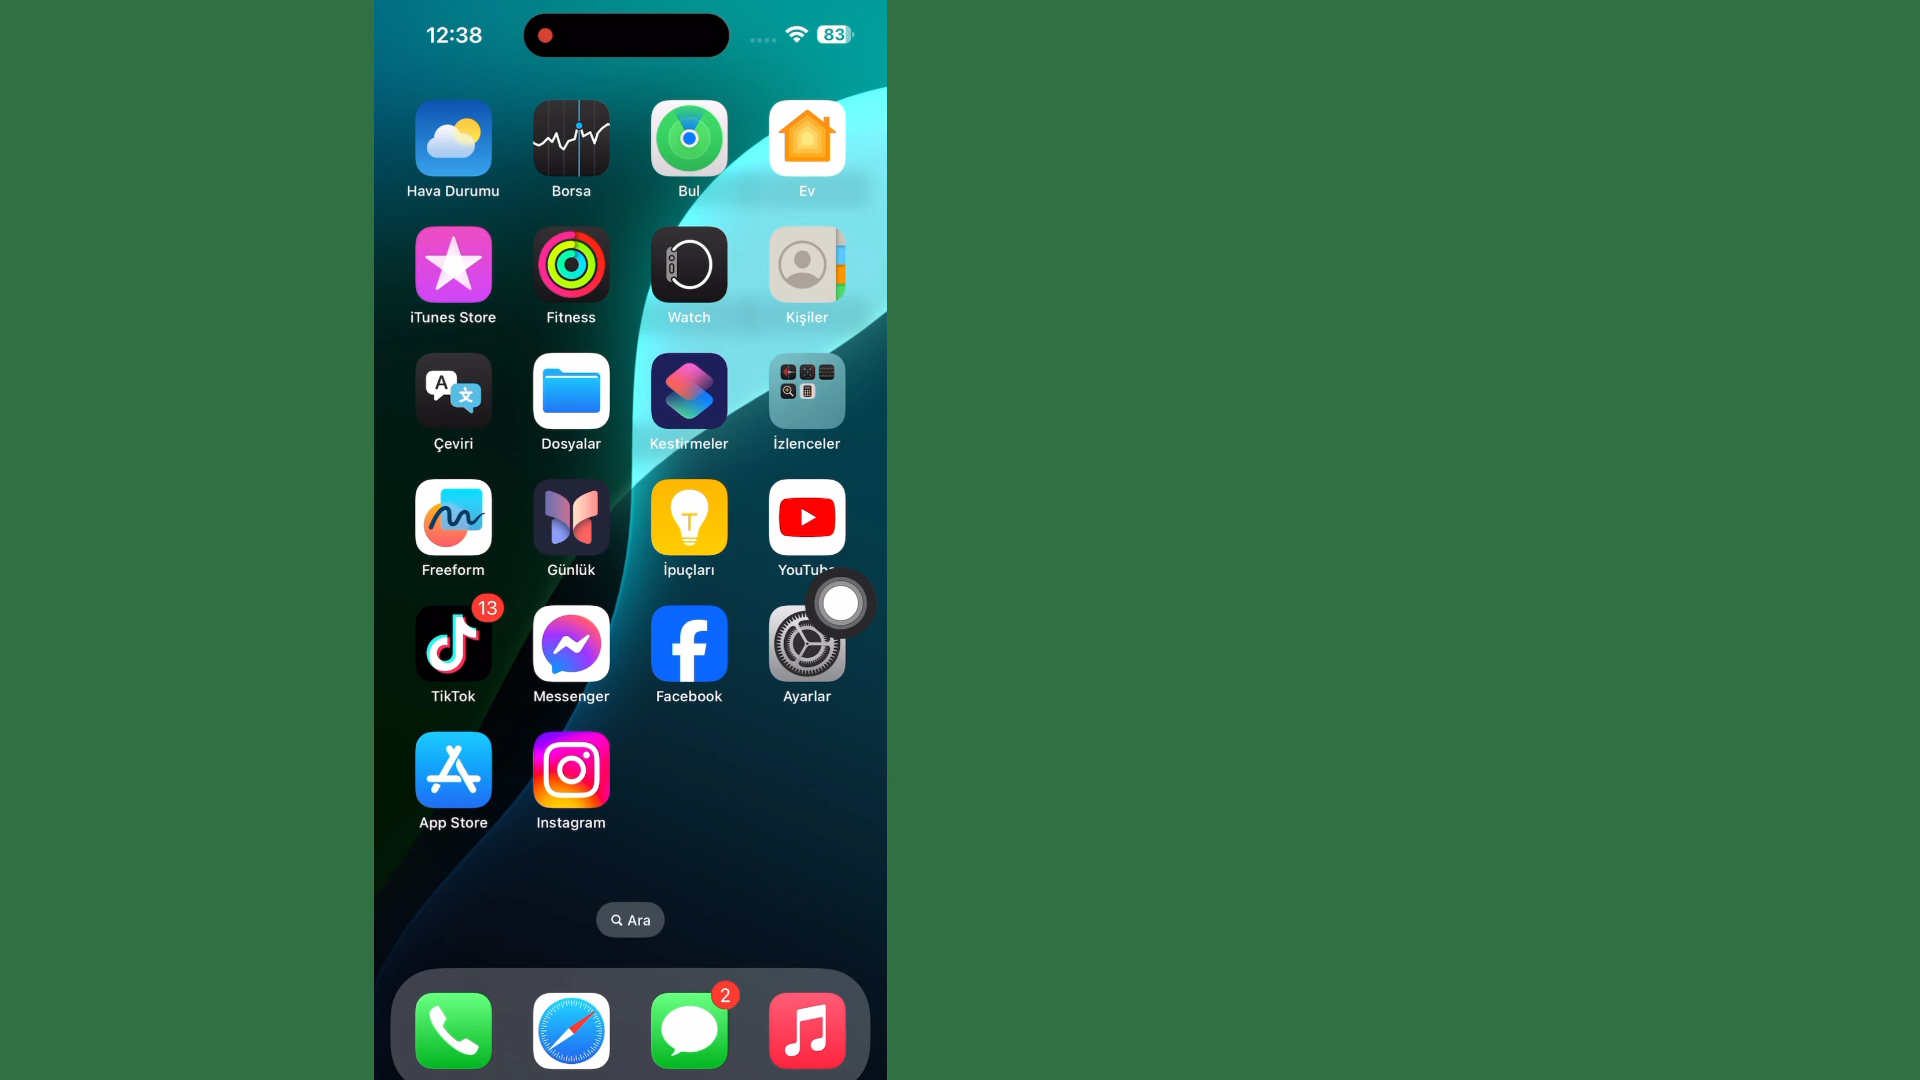 12:38
83
Hava Durumu
Borsa
Bul
Ev
iTunes Store
Fitness
Watch
Kişiler
A
文
Çeviri
Dosyalar
Kestirmeler
İzlenceler
Freeform
Günlük
İpuçları
YouTube
13
TikTok
Messenger
Facebook
Ayarlar
App Store
Instagram
Ara
2